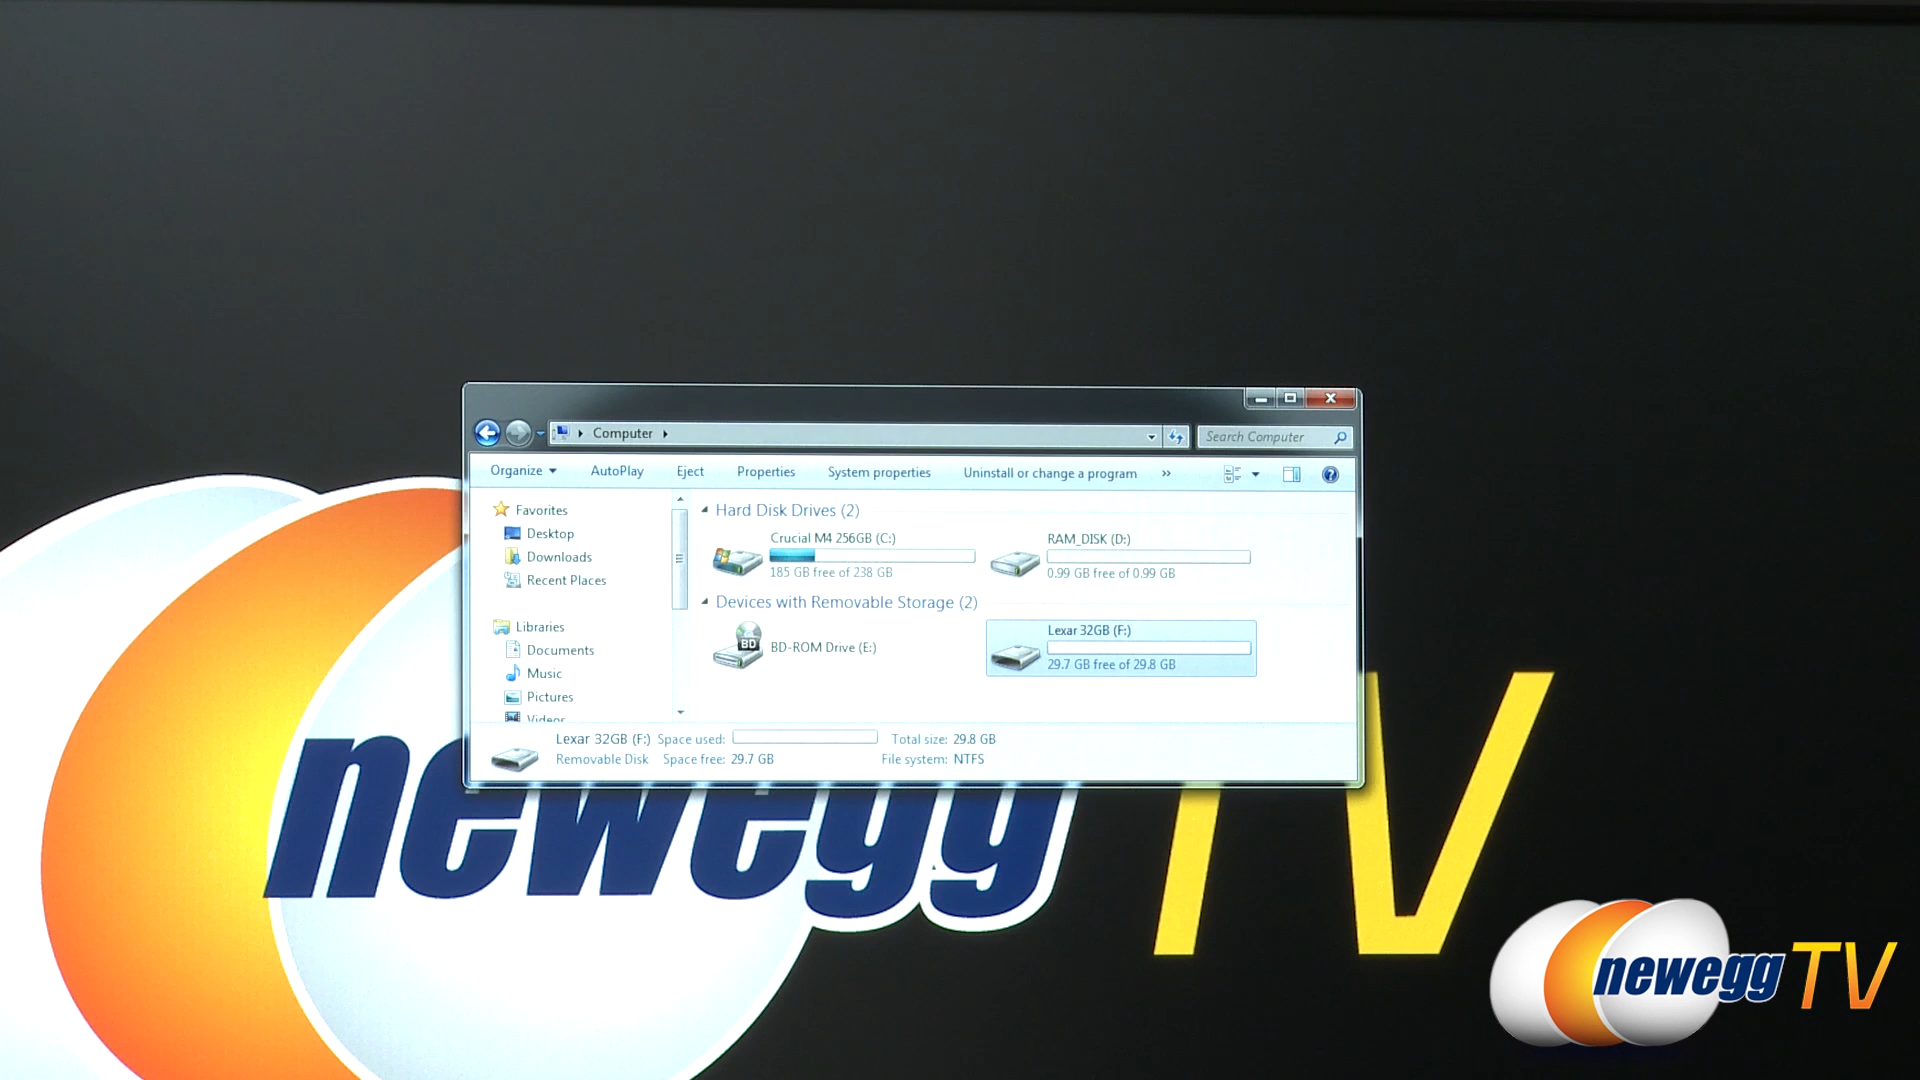 Computer
Search Computer
Organize
AutoPlay
Eject
Properties
System properties
Uninstall or change a program
»
Favorites
Desktop
Downloads
Recent Places
Libraries
Documents
Music
Pictures
Videos
Hard Disk Drives (2)
Crucial M4 256GB (C:)
185 GB free of 238 GB
RAM_DISK (D:)
0.99 GB free of 0.99 GB
Devices with Removable Storage (2)
BD
BD-ROM Drive (E:)
Lexar 32GB (F:)
29.7 GB free of 29.8 GB
Lexar 32GB (F:) Space used: Total size: 29.8 GB
Removable Disk Space free: 29.7 GB File system: NTFS
newegg TV
newegg TV